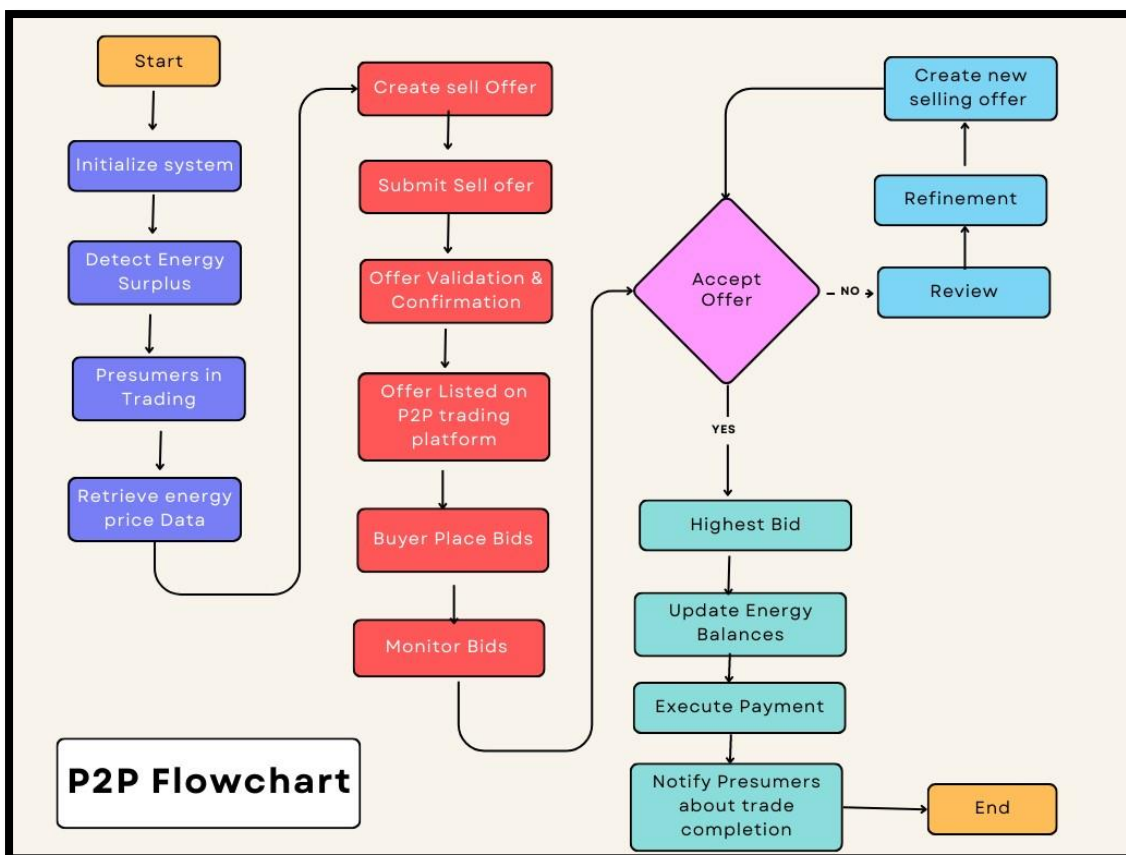 Start
Initialize system
Detect Energy
Surplus
Presumers in
Trading
Retrieve energy
price Data
Create sell Offer
Submit Sell ofer
Offer Validation &
Confirmation
Offer Listed on
P2P trading
platform
Buyer Place Bids
Monitor Bids
Accept
Offer
NO
Review
Refinement
Create new
selling offer
YES
Highest Bid
Update Energy
Balances
Execute Payment
Notify Presumers
about trade
completion
End
P2P Flowchart